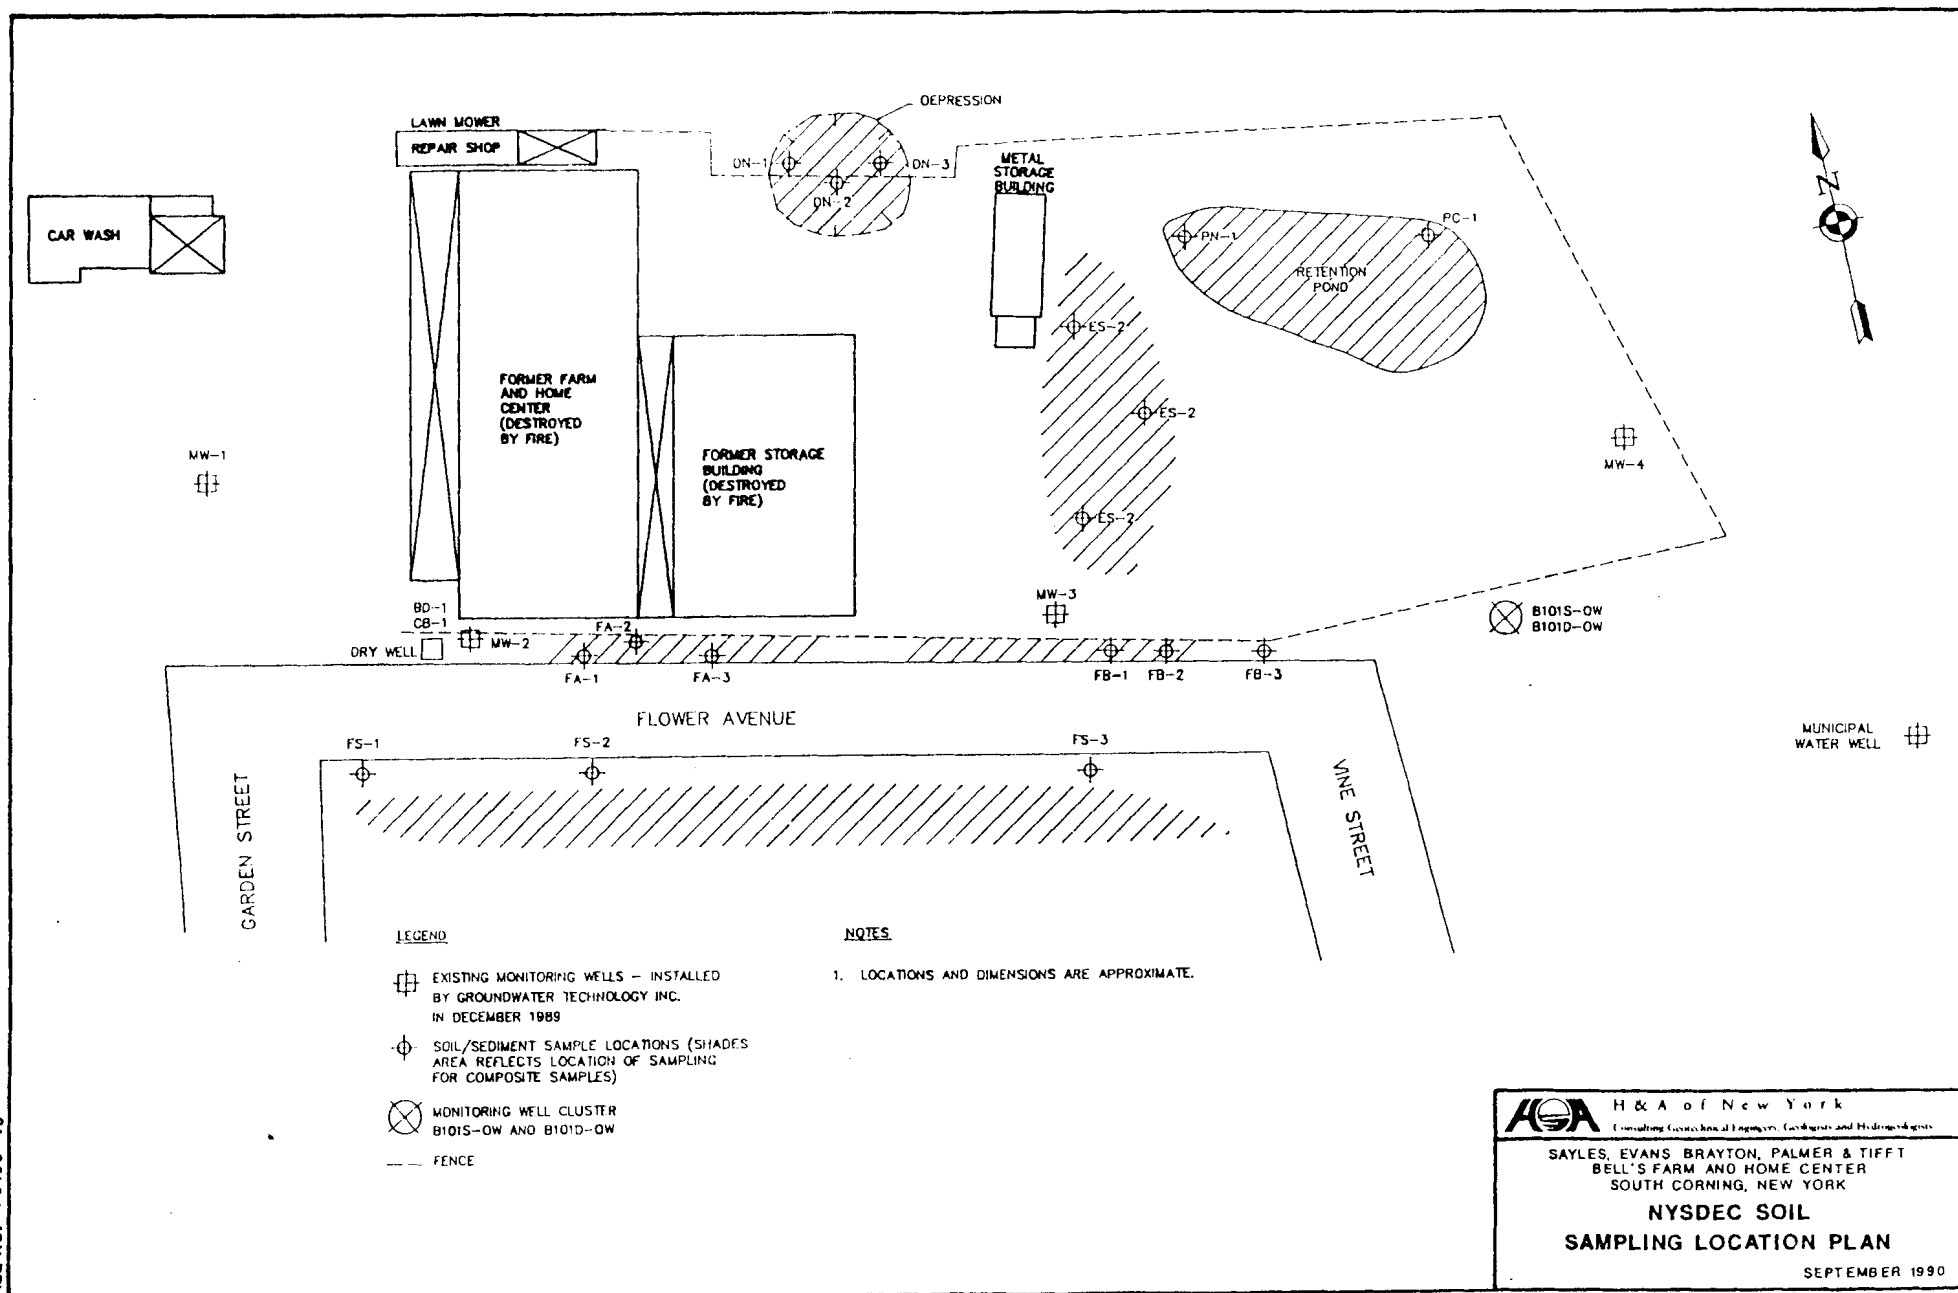 DEPRESSION
LAWN MOWER
REPAIR SHOP
DN-1
DN-3
DN-2
METAL
STORAGE
BUILDING
N
CAR WASH
PN-1
PC-1
RETENTION
POND
ES-2
FORMER FARM
AND HOME
CENTER
(DESTROYED
BY FIRE)
ES-2
FORMER STORAGE
BUILDING
(DESTROYED
BY FIRE)
MW-1
MW-4
ES-2
MW-3
BD-1
CB-1
FA-2
MW-2
DRY WELL
B101S-OW
B101D-OW
FA-1
FA-3
FB-1
FB-2
FB-3
FLOWER AVENUE
MUNICIPAL
WATER WELL
FS-1
FS-2
FS-3
GARDEN STREET
VINE STREET
LEGEND
EXISTING MONITORING WELLS - INSTALLED
BY GROUNDWATER TECHNOLOGY INC.
IN DECEMBER 1989
SOIL/SEDIMENT SAMPLE LOCATIONS (SHADES
AREA REFLECTS LOCATION OF SAMPLING
FOR COMPOSITE SAMPLES)
MONITORING WELL CLUSTER
B101S-OW AND B101D-OW
FENCE
NOTES
1. LOCATIONS AND DIMENSIONS ARE APPROXIMATE.
H&A
H & A of New York
Consulting Geotechnical Engineers, Geologists and Hydrogeologists
SAYLES, EVANS BRAYTON, PALMER & TIFFT
BELL'S FARM AND HOME CENTER
SOUTH CORNING, NEW YORK
NYSDEC SOIL
SAMPLING LOCATION PLAN
SEPTEMBER 1990